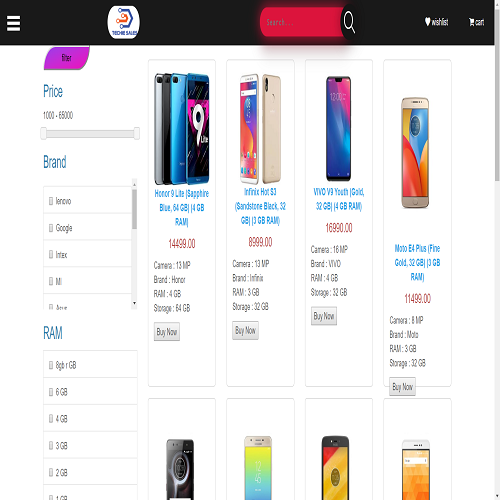 TECHIE SALES
Search...
wishlist
cart
filter
Price
1000 - 65000
Brand
lenovo
Google
Intex
MI
RAM
8gb r GB
6 GB
4 GB
3 GB
2 GB
1 GB
9
Lite
Honor 9 Lite (Sapphire
Blue, 64 GB) (4 GB
RAM)
14499.00
Camera : 13 MP
Brand : Honor
RAM : 4 GB
Storage : 64 GB
Buy Now
Infinix Hot S3
(Sandstone Black, 32
GB) (3 GB RAM)
8999.00
Camera : 13 MP
Brand : Infinix
RAM : 3 GB
Storage : 32 GB
Buy Now
VIVO V9 Youth (Gold,
32 GB) (4 GB RAM)
16990.00
Camera : 16 MP
Brand : VIVO
RAM : 4 GB
Storage : 32 GB
Buy Now
Moto E4 Plus (Fine
Gold, 32 GB) (3 GB
RAM)
11499.00
Camera : 6 MP
Brand : Moto
RAM : 3 GB
Storage : 32 GB
Buy Now